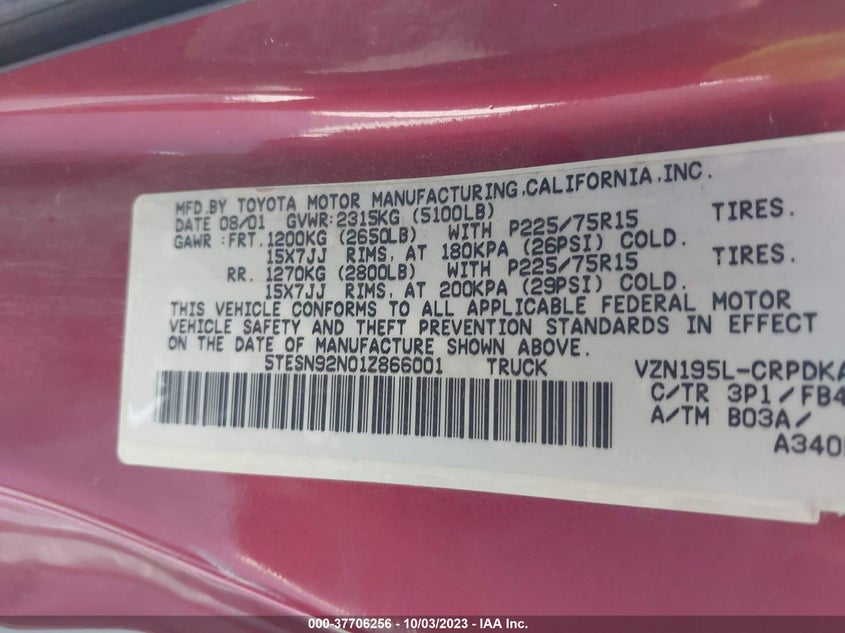 MFD.BY TOYOTA MOTOR MANUFACTURING,CALIFORNIA,INC.
DATE 08/01 GVWR:2315KG (5100LB)
GAWR :FRT.1200KG (2650LB) WITH P225/75R15 TIRES.
15X7JJ RIMS, AT 180KPA (26PSI) COLD.
RR. 1270KG (2800LB) WITH P225/75R15 TIRES.
15X7JJ RIMS, AT 200KPA (29PSI) COLD.
THIS VEHICLE CONFORMS TO ALL APPLICABLE FEDERAL MOTOR
VEHICLE SAFETY AND THEFT PREVENTION STANDARDS IN EFFECT
ON THE DATE OF MANUFACTURE SHOWN ABOVE.
5TESN92N01Z866001 TRUCK VZN195L-CRPDKA
C/TR 3P1/FB4
A/TM B03A/
A340
000-37706256 - 10/03/2023 - © IAA Inc.